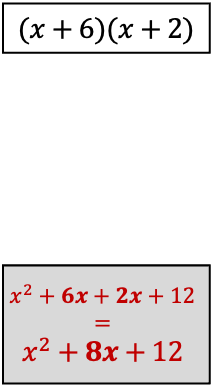 (x + 6)(x + 2)
x² + 6x + 2x + 12
=
x² + 8x + 12